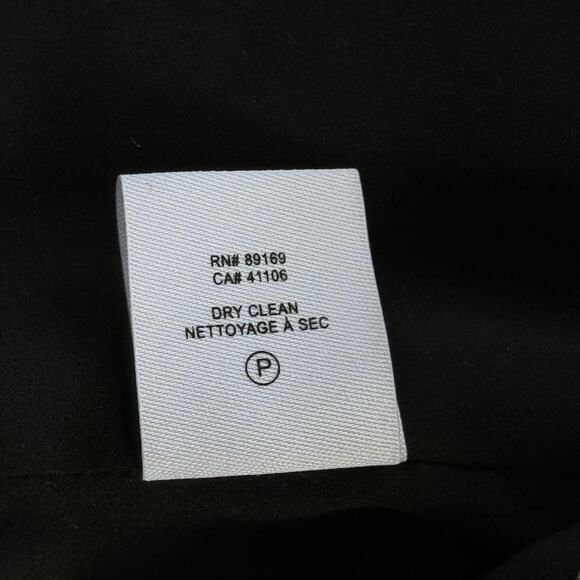 RN# 89169
CA# 41106
DRY CLEAN
NETTOYAGE À SEC
P